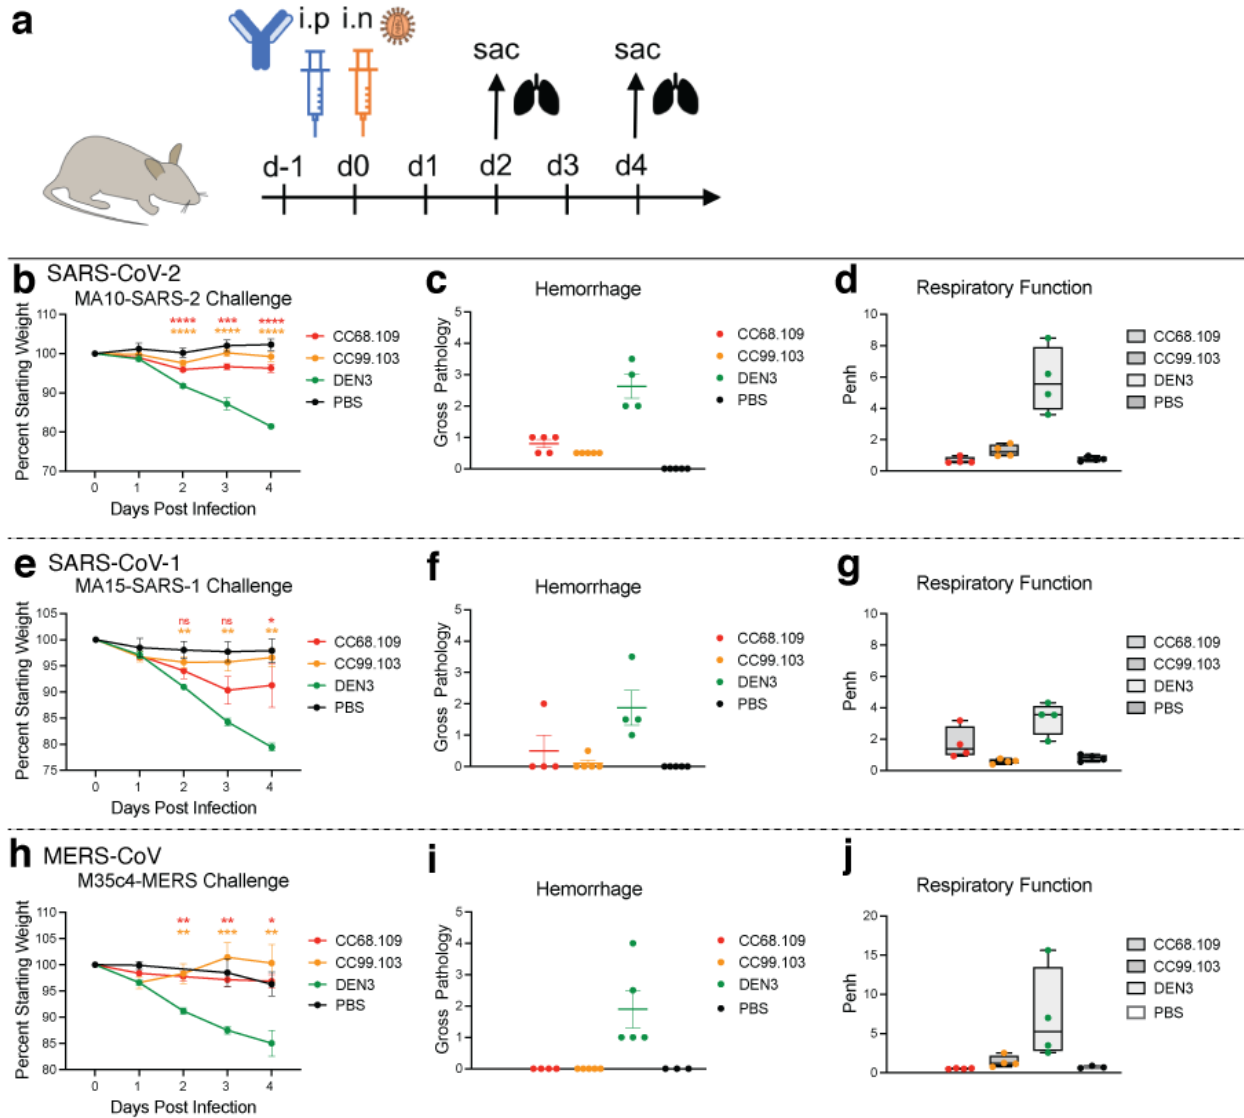 a
i.p i.n
sac sac
d-1 d0 d1 d2 d3 d4
b SARS-CoV-2
MA10-SARS-2 Challenge
Percent Starting Weight
110
100
90
80
70
**** *** ****
**** **** ****
0 1 2 3 4
Days Post Infection
CC68.109
CC99.103
DEN3
PBS
c
Hemorrhage
Gross Pathology
5
4
3
2
1
0
CC68.109
CC99.103
DEN3
PBS
d
Respiratory Function
Penh
10
8
6
4
2
0
CC68.109
CC99.103
DEN3
PBS
e SARS-CoV-1
MA15-SARS-1 Challenge
Percent Starting Weight
105
100
95
90
85
80
75
ns ns *
** ** **
0 1 2 3 4
Days Post Infection
CC68.109
CC99.103
DEN3
PBS
f
Hemorrhage
Gross Pathology
5
4
3
2
1
0
CC68.109
CC99.103
DEN3
PBS
g
Respiratory Function
Penh
10
8
6
4
2
0
CC68.109
CC99.103
DEN3
PBS
h MERS-CoV
M35c4-MERS Challenge
Percent Starting Weight
110
105
100
95
90
85
80
** ** *
** *** **
0 1 2 3 4
Days Post Infection
CC68.109
CC99.103
DEN3
PBS
i
Hemorrhage
Gross Pathology
5
4
3
2
1
0
CC68.109
CC99.103
DEN3
PBS
j
Respiratory Function
Penh
20
15
10
5
0
CC68.109
CC99.103
DEN3
PBS